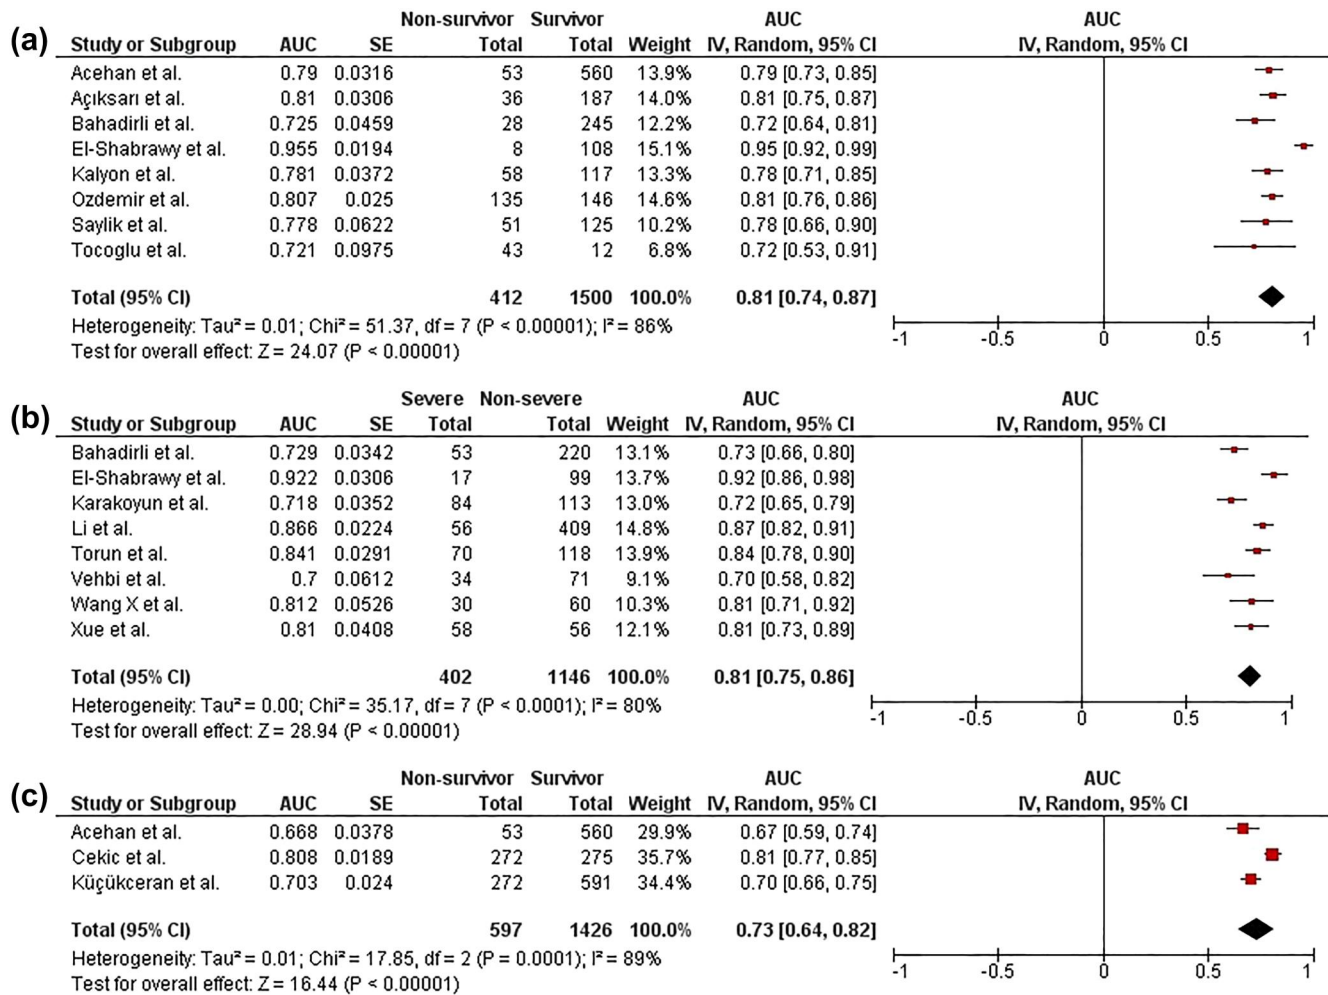 (a)
Non-survivor Survivor AUC AUC
Study or Subgroup AUC SE Total Total Weight IV, Random, 95% CI IV, Random, 95% CI
Acehan et al. 0.79 0.0316 53 560 13.9% 0.79 [0.73, 0.85]
Açıksarı et al. 0.81 0.0306 36 187 14.0% 0.81 [0.75, 0.87]
Bahadirli et al. 0.725 0.0459 28 245 12.2% 0.72 [0.64, 0.81]
El-Shabrawy et al. 0.955 0.0194 8 108 15.1% 0.95 [0.92, 0.99]
Kalyon et al. 0.781 0.0372 58 117 13.3% 0.78 [0.71, 0.85]
Ozdemir et al. 0.807 0.025 135 146 14.6% 0.81 [0.76, 0.86]
Saylik et al. 0.778 0.0622 51 125 10.2% 0.78 [0.66, 0.90]
Tocoglu et al. 0.721 0.0975 43 12 6.8% 0.72 [0.53, 0.91]
Total (95% CI) 412 1500 100.0% 0.81 [0.74, 0.87]
Heterogeneity: Tau² = 0.01; Chi² = 51.37, df = 7 (P < 0.00001); I² = 86%
Test for overall effect: Z = 24.07 (P < 0.00001)
-1 -0.5 0 0.5 1
(b)
Severe Non-severe AUC AUC
Study or Subgroup AUC SE Total Total Weight IV, Random, 95% CI IV, Random, 95% CI
Bahadirli et al. 0.729 0.0342 53 220 13.1% 0.73 [0.66, 0.80]
El-Shabrawy et al. 0.922 0.0306 17 99 13.7% 0.92 [0.86, 0.98]
Karakoyun et al. 0.718 0.0352 84 113 13.0% 0.72 [0.65, 0.79]
Li et al. 0.866 0.0224 56 409 14.8% 0.87 [0.82, 0.91]
Torun et al. 0.841 0.0291 70 118 13.9% 0.84 [0.78, 0.90]
Vehbi et al. 0.7 0.0612 34 71 9.1% 0.70 [0.58, 0.82]
Wang X et al. 0.812 0.0526 30 60 10.3% 0.81 [0.71, 0.92]
Xue et al. 0.81 0.0408 58 56 12.1% 0.81 [0.73, 0.89]
Total (95% CI) 402 1146 100.0% 0.81 [0.75, 0.86]
Heterogeneity: Tau² = 0.00; Chi² = 35.17, df = 7 (P < 0.0001); I² = 80%
Test for overall effect: Z = 28.94 (P < 0.00001)
-1 -0.5 0 0.5 1
(c)
Non-survivor Survivor AUC AUC
Study or Subgroup AUC SE Total Total Weight IV, Random, 95% CI IV, Random, 95% CI
Acehan et al. 0.668 0.0378 53 560 29.9% 0.67 [0.59, 0.74]
Cekic et al. 0.808 0.0189 272 275 35.7% 0.81 [0.77, 0.85]
Küçükceran et al. 0.703 0.024 272 591 34.4% 0.70 [0.66, 0.75]
Total (95% CI) 597 1426 100.0% 0.73 [0.64, 0.82]
Heterogeneity: Tau² = 0.01; Chi² = 17.85, df = 2 (P = 0.0001); I² = 89%
Test for overall effect: Z = 16.44 (P < 0.00001)
-1 -0.5 0 0.5 1